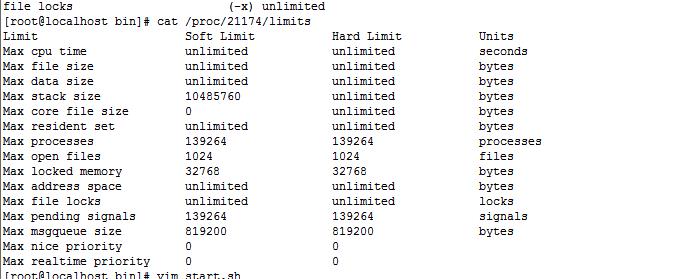 file locks                      (-x) unlimited
[root@localhost bin]# cat /proc/21174/limits
Limit                     Soft Limit           Hard Limit           Units
Max cpu time              unlimited            unlimited            seconds
Max file size             unlimited            unlimited            bytes
Max data size             unlimited            unlimited            bytes
Max stack size            10485760             unlimited            bytes
Max core file size        0                    unlimited            bytes
Max resident set          unlimited            unlimited            bytes
Max processes             139264               139264               processes
Max open files            1024                 1024                 files
Max locked memory         32768                32768                bytes
Max address space         unlimited            unlimited            bytes
Max file locks            unlimited            unlimited            locks
Max pending signals       139264               139264               signals
Max msgqueue size         819200               819200               bytes
Max nice priority         0                    0
Max realtime priority     0                    0
[root@localhost bin]# vim start.sh